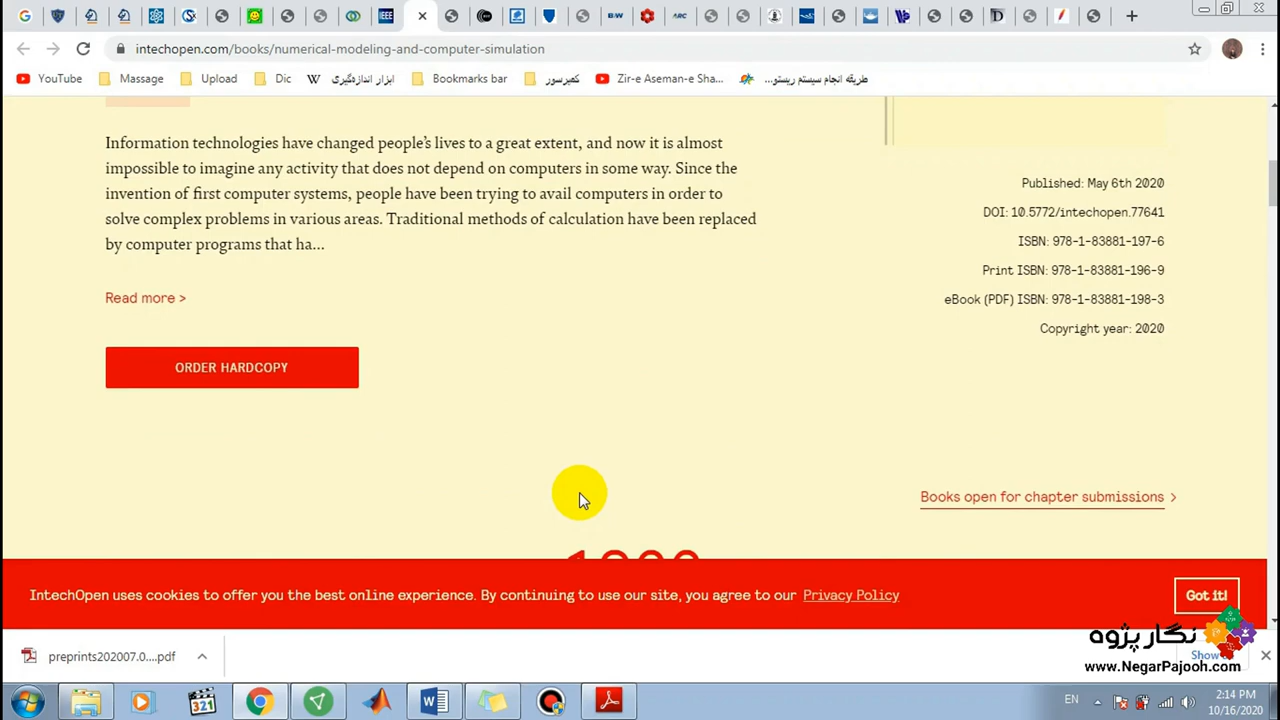 intechopen.com/books/numerical-modeling-and-computer-simulation
YouTube Massage Upload Dic ابزار اندازه‌گیری Bookmarks bar کمپرسور Zir-e Aseman-e Sha... طریقه انجام سیستم ریستو...
Information technologies have changed people's lives to a great extent, and now it is almost
impossible to imagine any activity that does not depend on computers in some way. Since the
invention of first computer systems, people have been trying to avail computers in order to
solve complex problems in various areas. Traditional methods of calculation have been replaced
by computer programs that ha...
Read more >
ORDER HARDCOPY
Published: May 6th 2020
DOI: 10.5772/intechopen.77641
ISBN: 978-1-83881-197-6
Print ISBN: 978-1-83881-196-9
eBook (PDF) ISBN: 978-1-83881-198-3
Copyright year: 2020
Books open for chapter submissions >
IntechOpen uses cookies to offer you the best online experience. By continuing to use our site, you agree to our Privacy Policy
Got it!
نگار پژوه
www.NegarPajooh.com
preprints202007.0....pdf
Show
EN
2:14 PM
10/16/2020